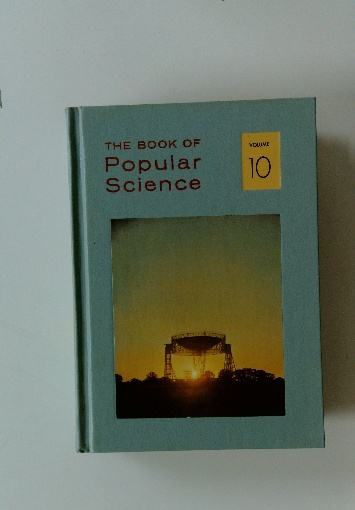 THE BOOK OF
Popular
Science
VOLUME
10